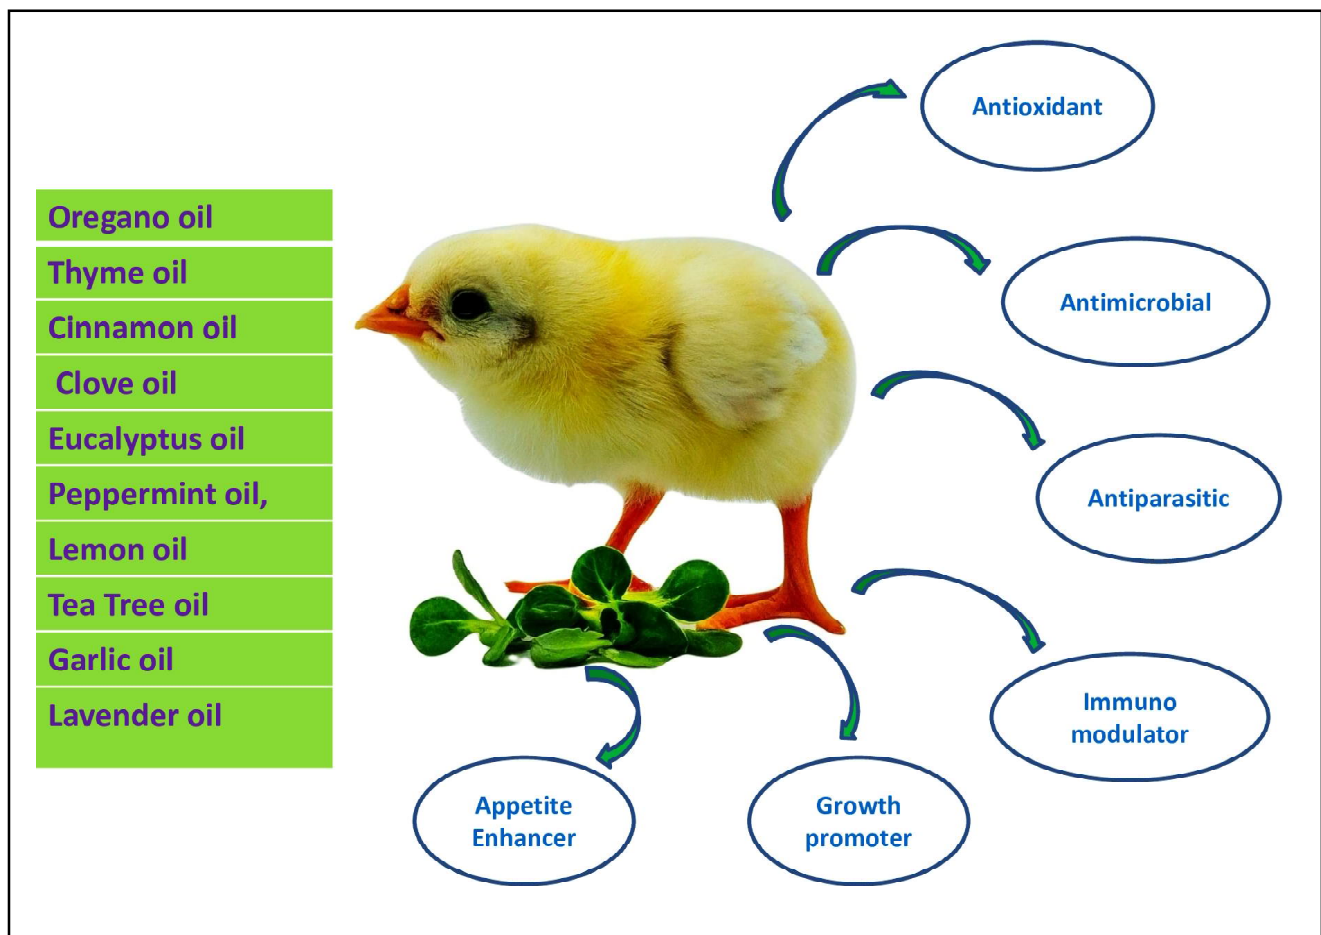 Oregano oil
Thyme oil
Cinnamon oil
Clove oil
Eucalyptus oil
Peppermint oil,
Lemon oil
Tea Tree oil
Garlic oil
Lavender oil
Antioxidant
Antimicrobial
Antiparasitic
Immuno
modulator
Growth
promoter
Appetite
Enhancer